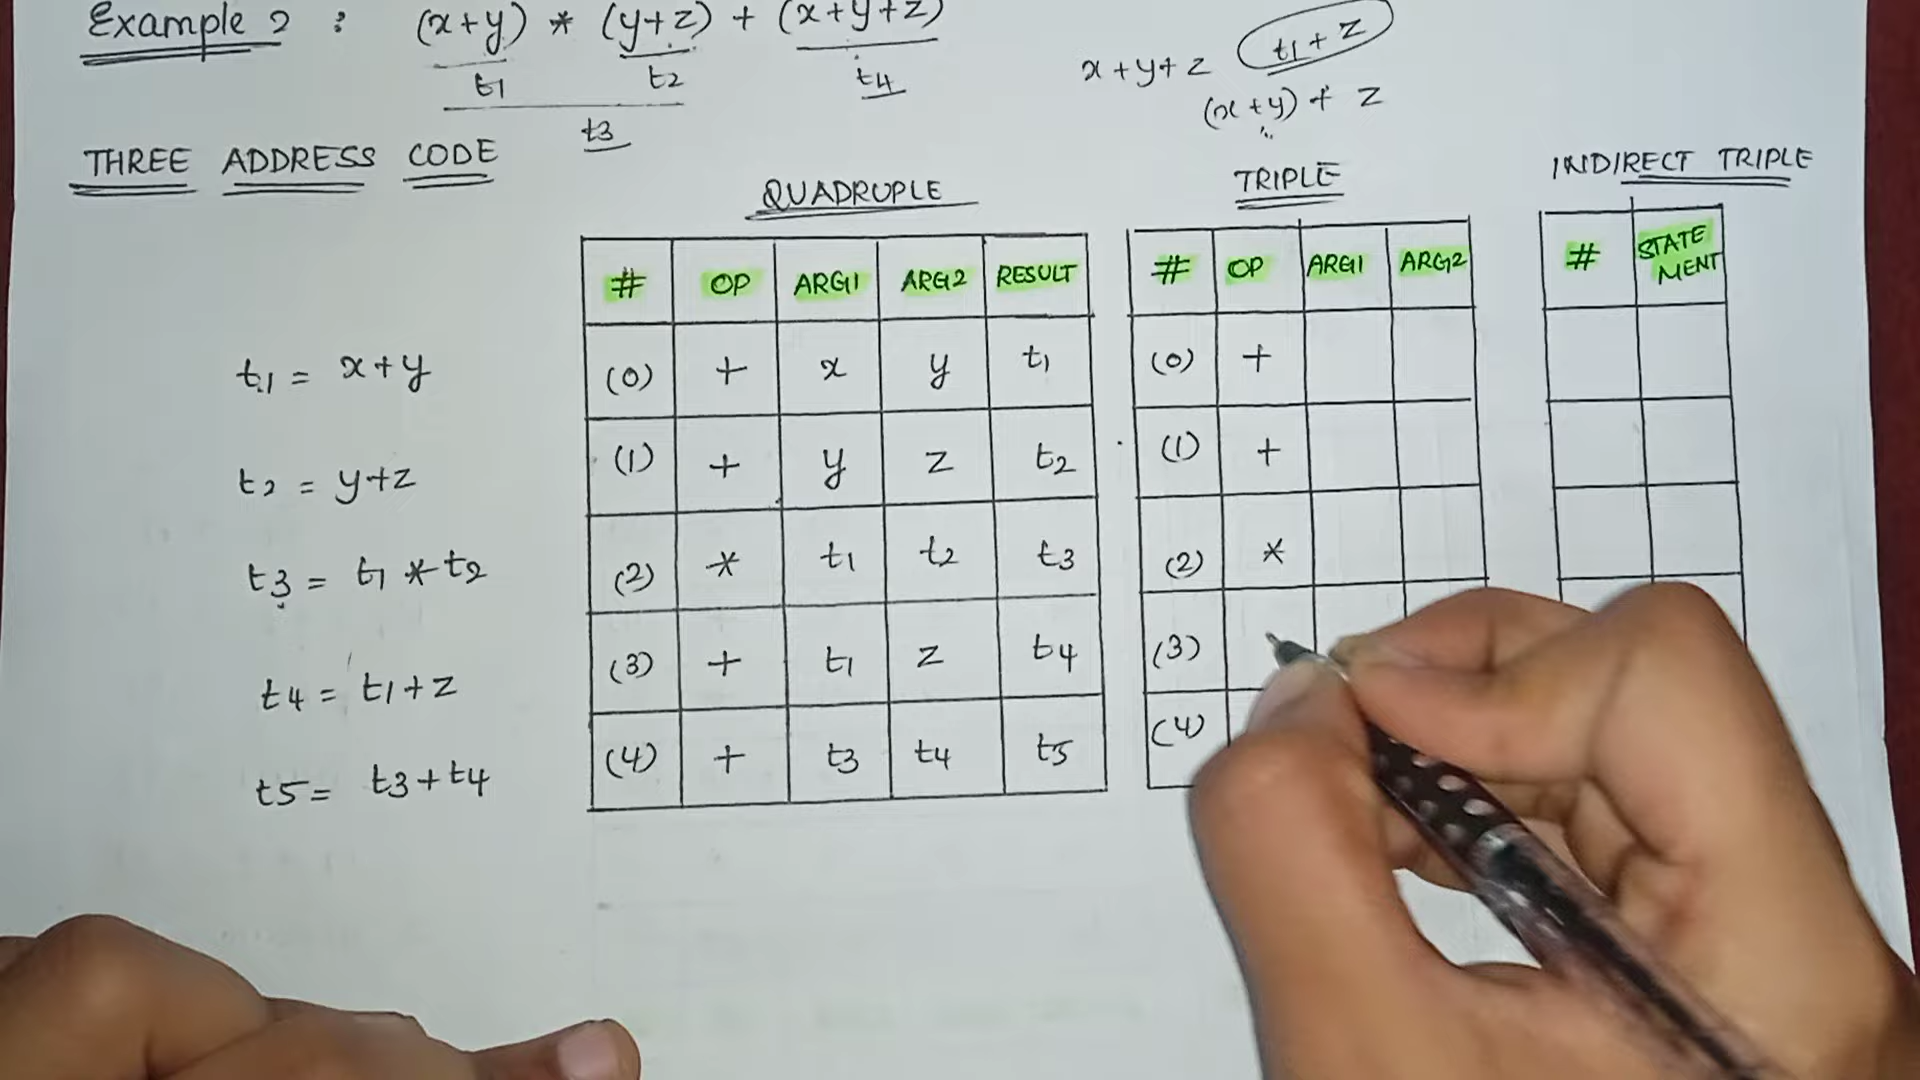 Example 2 : (x+y) * (y+z) + (x+y+z)
t1 t2 t4
t3
x+y+z t1+z
(x+y)+ z
THREE ADDRESS CODE
t1 = x+y
t2 = y+z
t3 = t1 * t2
t4 = t1+z
t5 = t3+t4
QUADRUPLE
# OP ARG1 ARG2 RESULT
(0) + x y t1
(1) + y z t2
(2) * t1 t2 t3
(3) + t1 z t4
(4) + t3 t4 t5
TRIPLE
# OP ARG1 ARG2
(0) +
(1) +
(2) *
(3)
(4)
INDIRECT TRIPLE
# STATE
MENT